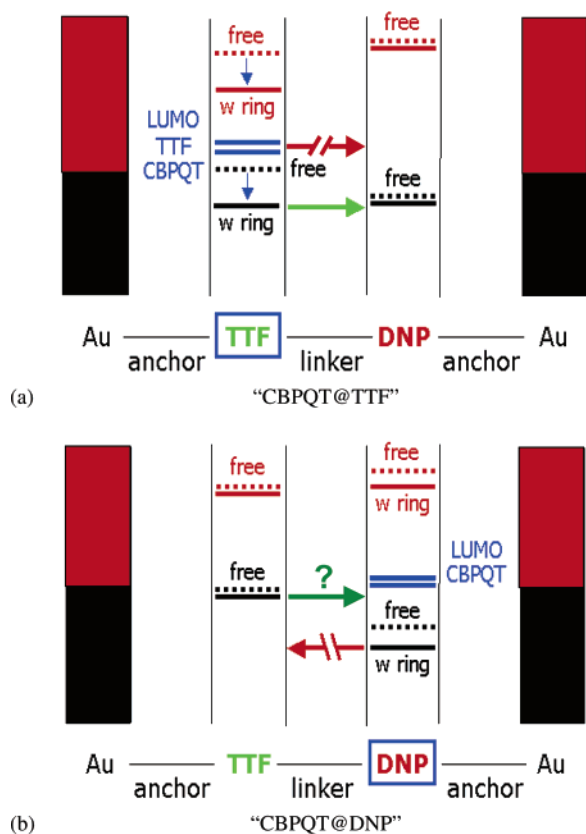 free
free
w ring
LUMO
TTF
CBPQT
free
free
w ring
Au
TTF
DNP
Au
anchor
linker
anchor
(a)
"CBPQT@TTF"
free
free
w ring
LUMO
CBPQT
?
free
free
w ring
Au
TTF
DNP
Au
anchor
linker
anchor
(b)
"CBPQT@DNP"